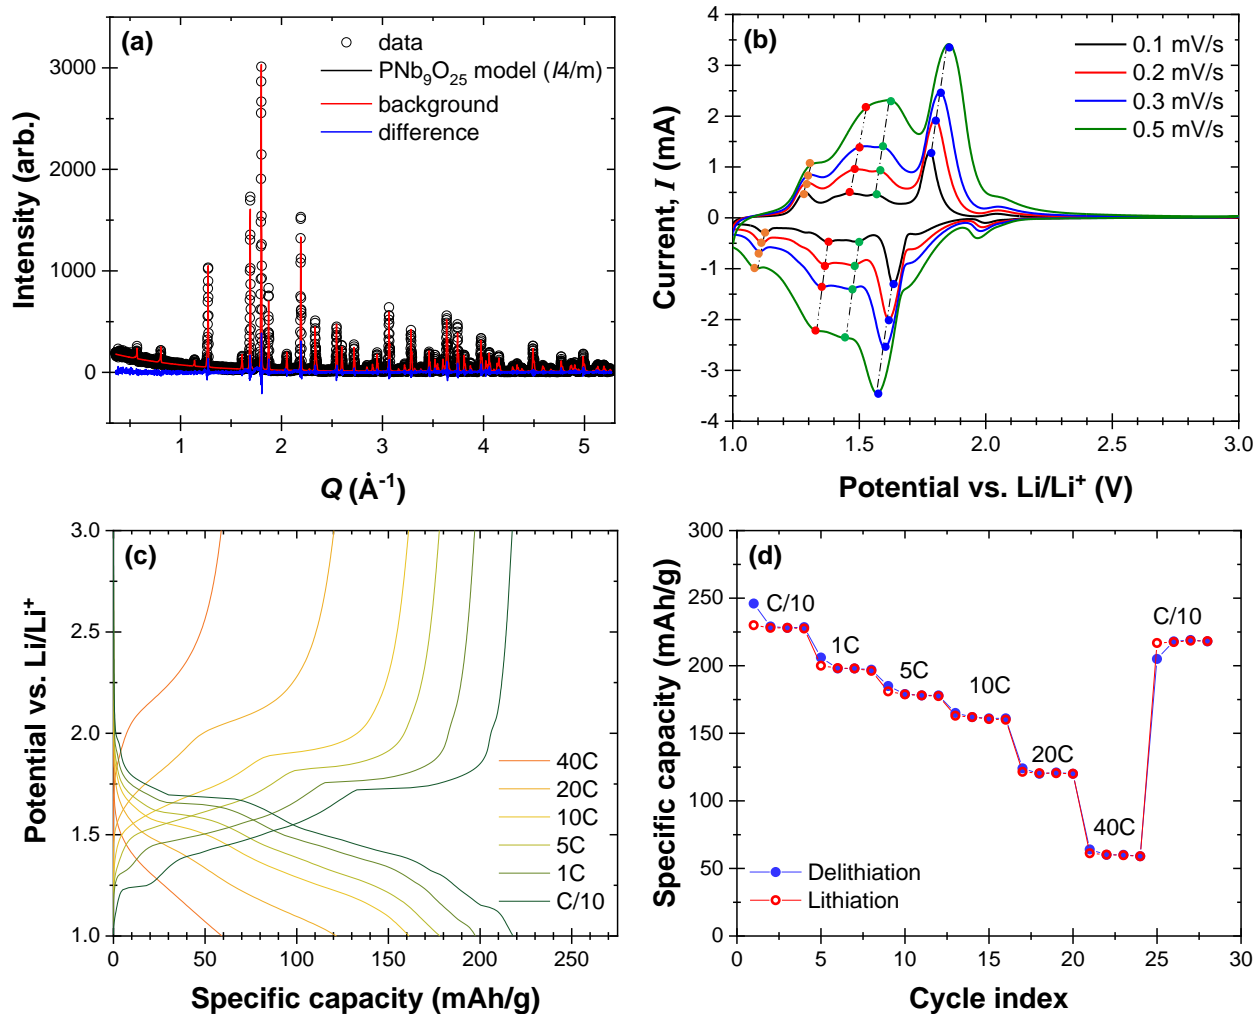 (a)
data
PNb₉O₂₅ model (I4/m)
background
difference
3000
2000
1000
0
Intensity (arb.)
1 2 3 4 5
Q (Å⁻¹)
(b)
0.1 mV/s
0.2 mV/s
0.3 mV/s
0.5 mV/s
4
3
2
1
0
-1
-2
-3
-4
Current, I (mA)
1.0 1.5 2.0 2.5 3.0
Potential vs. Li/Li⁺ (V)
(c)
3.0
2.5
2.0
1.5
1.0
Potential vs. Li/Li⁺
40C
20C
10C
5C
1C
C/10
0 50 100 150 200 250
Specific capacity (mAh/g)
(d)
300
250
200
150
100
50
0
Specific capacity (mAh/g)
C/10
1C
5C
10C
20C
40C
C/10
Delithiation
Lithiation
0 5 10 15 20 25 30
Cycle index